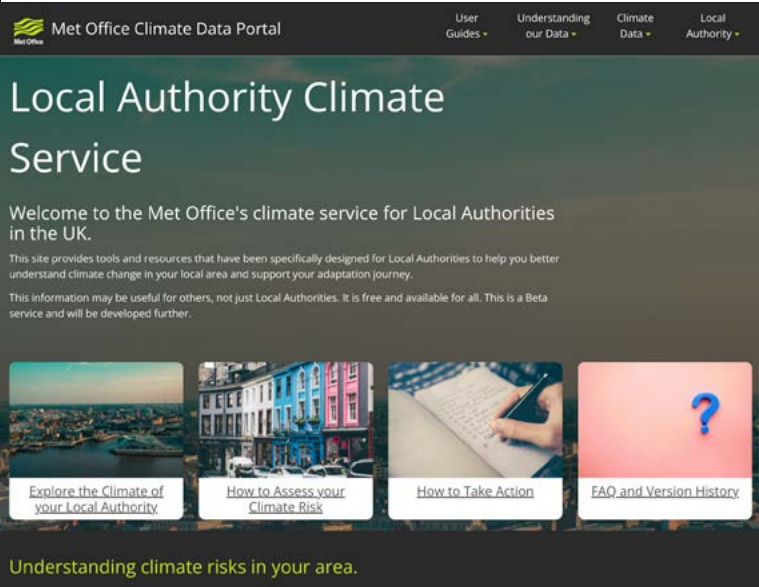 Met Office
Met Office Climate Data Portal
User
Guides
Understanding
our Data
Climate
Data
Local
Authority
Local Authority Climate
Service
Welcome to the Met Office's climate service for Local Authorities
in the UK.
This site provides tools and resources that have been specifically designed for Local Authorities to help you better
understand climate change in your local area and support your adaptation journey.
This information may be useful for others, not just Local Authorities. It is free and available for all. This is a Beta
service and will be developed further.
Explore the Climate of
your Local Authority
How to Assess your
Climate Risk
How to Take Action
FAQ and Version History
Understanding climate risks in your area.